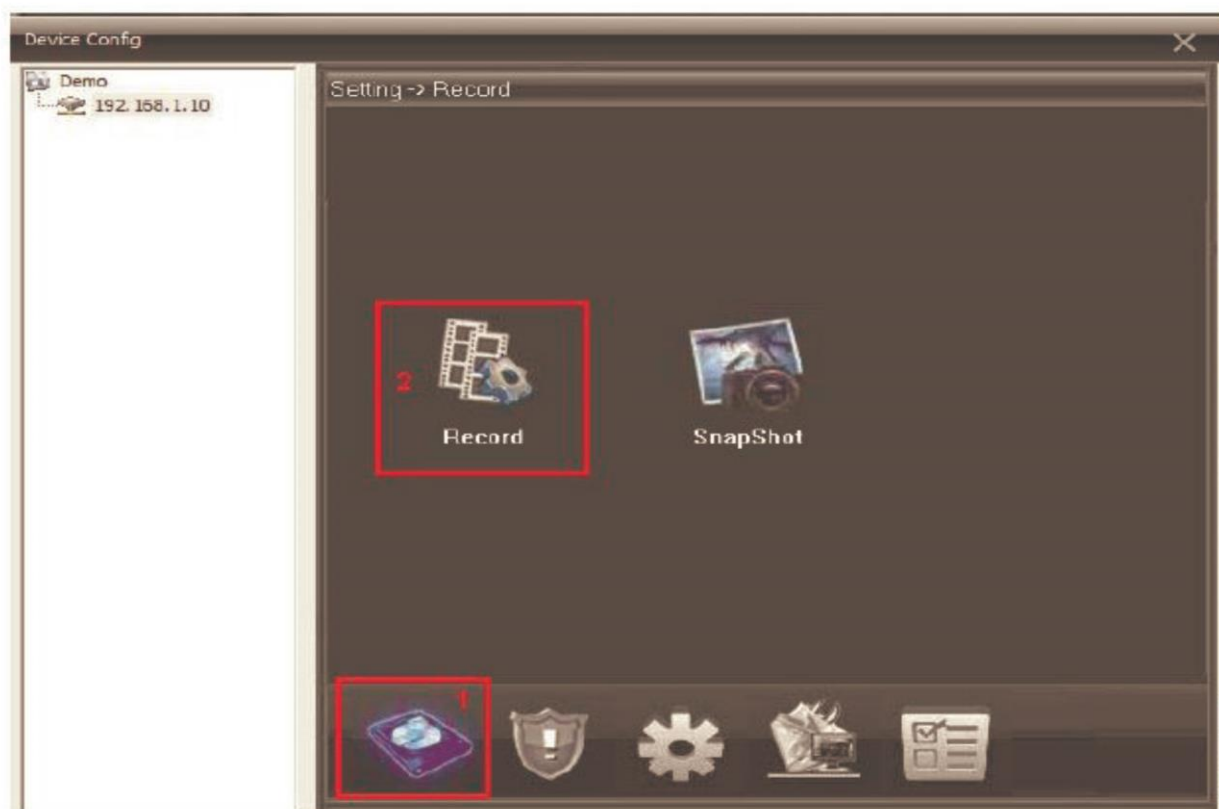 Device Config
Demo
192.168.1.10
Setting -> Record
2
Record
SnapShot
1